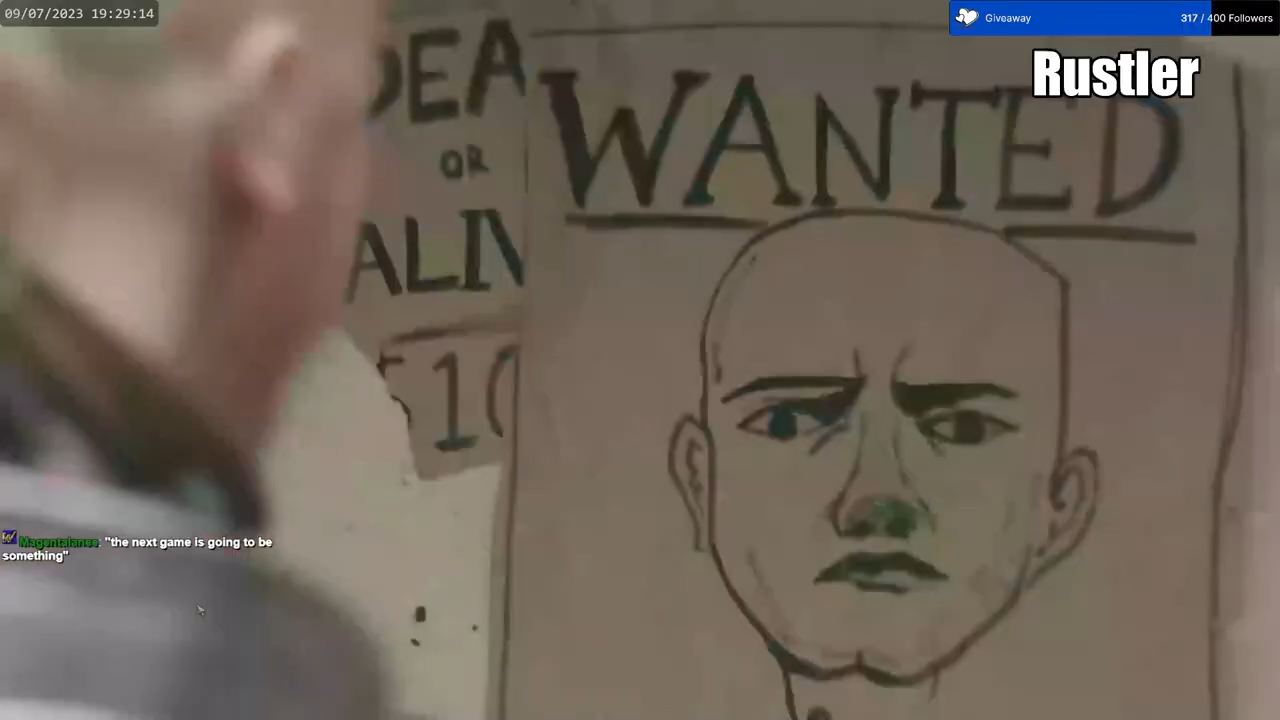 09/07/2023 19:29:14
Giveaway
317 / 400 Followers
Rustler
DEA
OR
ALIV
WANTED
Magentalanee: "the next game is going to be
something"